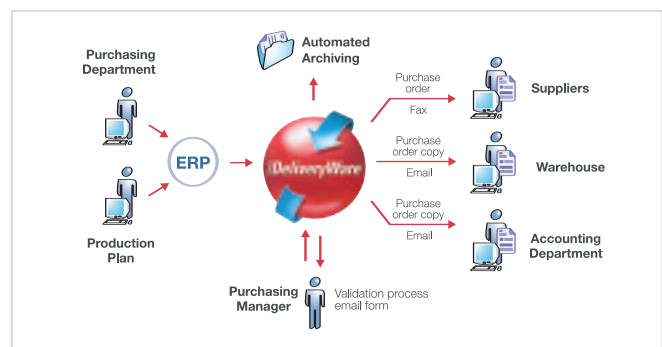 Purchasing
Department
Automated
Archiving
Purchase
order
Fax
Suppliers
ERP
DeliveryWare
Purchase
order copy
Email
Warehouse
Production
Plan
Purchase
order copy
Email
Accounting
Department
Purchasing
Manager
Validation process
email form